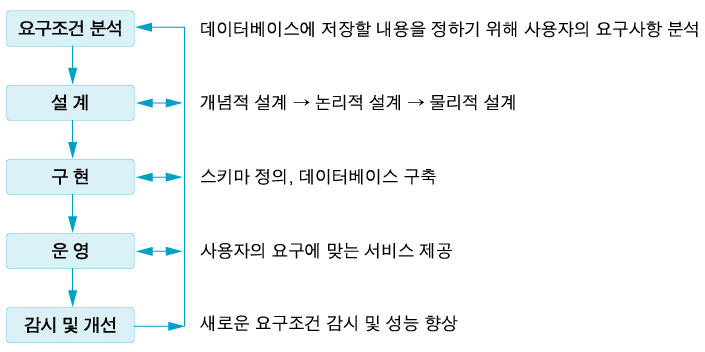 요구조건 분석 데이터베이스에 저장할 내용을 정하기 위해 사용자의 요구사항 분석
설 계 개념적 설계 → 논리적 설계 → 물리적 설계
구 현 스키마 정의, 데이터베이스 구축
운 영 사용자의 요구에 맞는 서비스 제공
감시 및 개선 새로운 요구조건 감시 및 성능 향상